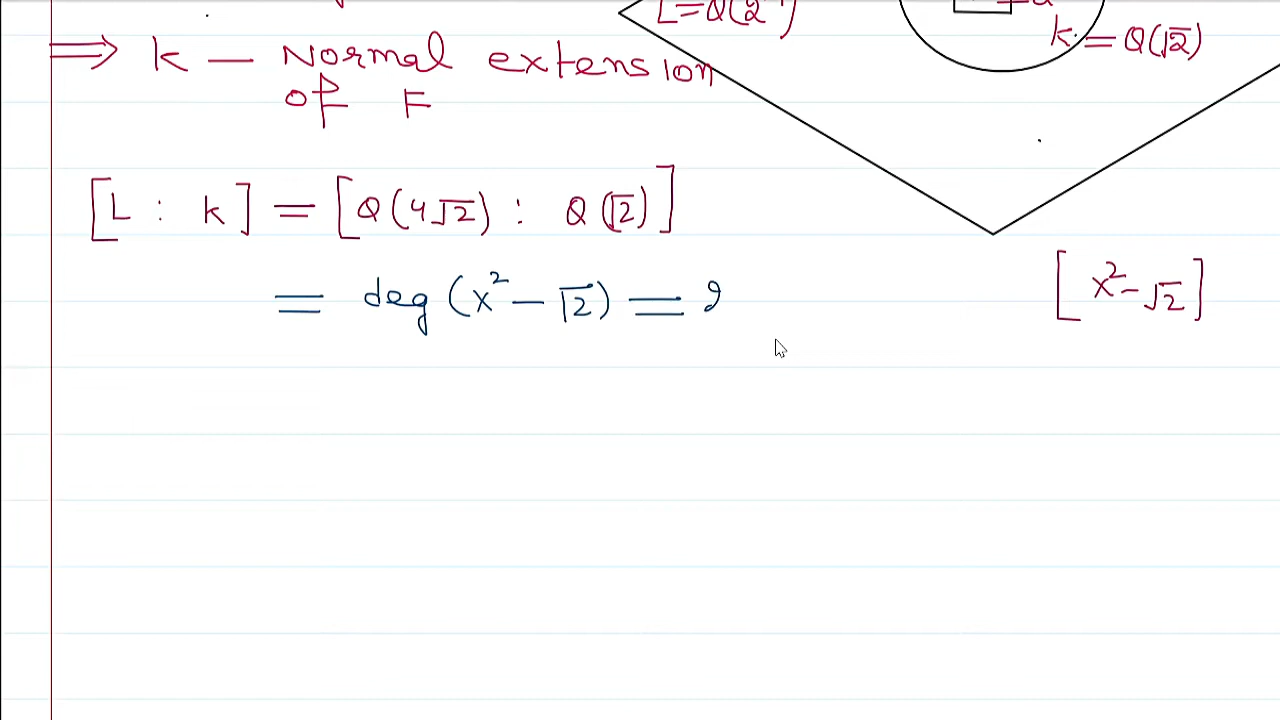 L=Q(2
k = Q(√2)
⇒ k — Normal extension
of F
[L : k] = [Q(4√2) : Q(√2)]
= deg(x² - √2) = 2
[x² - √2]